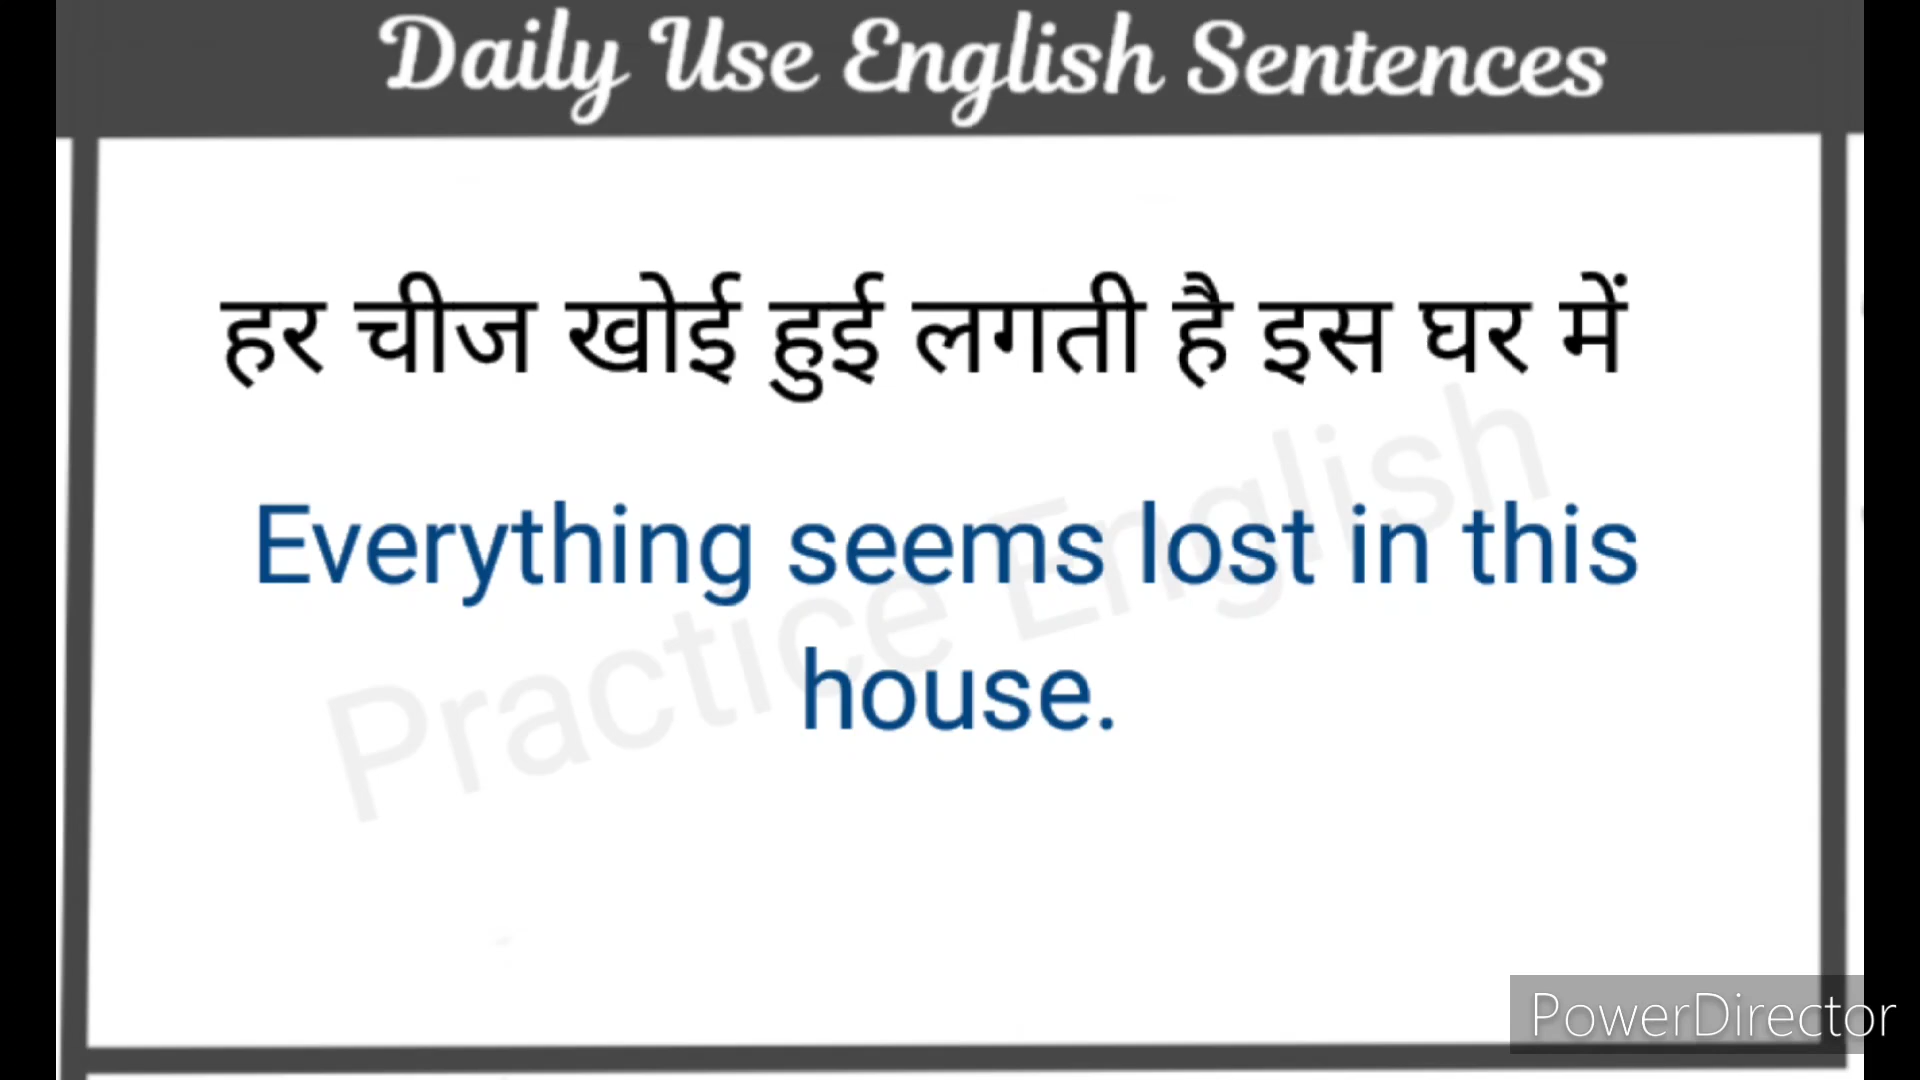 Daily Use English Sentences
हर चीज खोई हुई लगती है इस घर में
Everything seems lost in this
house.
Practice English
PowerDirector